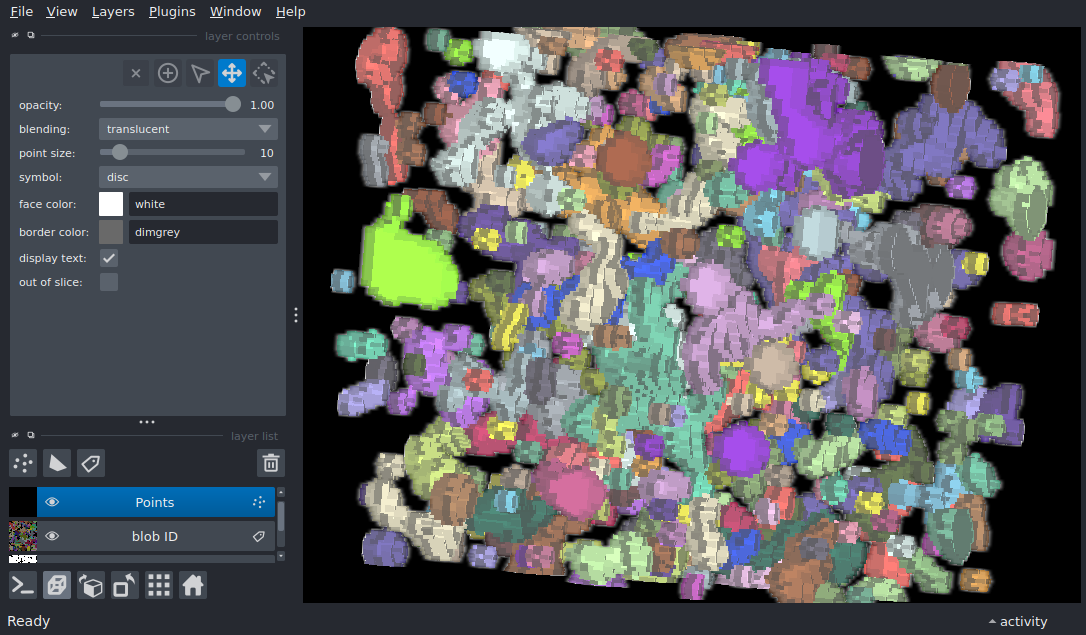 File View Layers Plugins Window Help
layer controls
opacity: 1.00
blending: translucent
point size: 10
symbol: disc
face color: white
border color: dimgrey
display text:
out of slice:
layer list
Points
blob ID
Ready activity